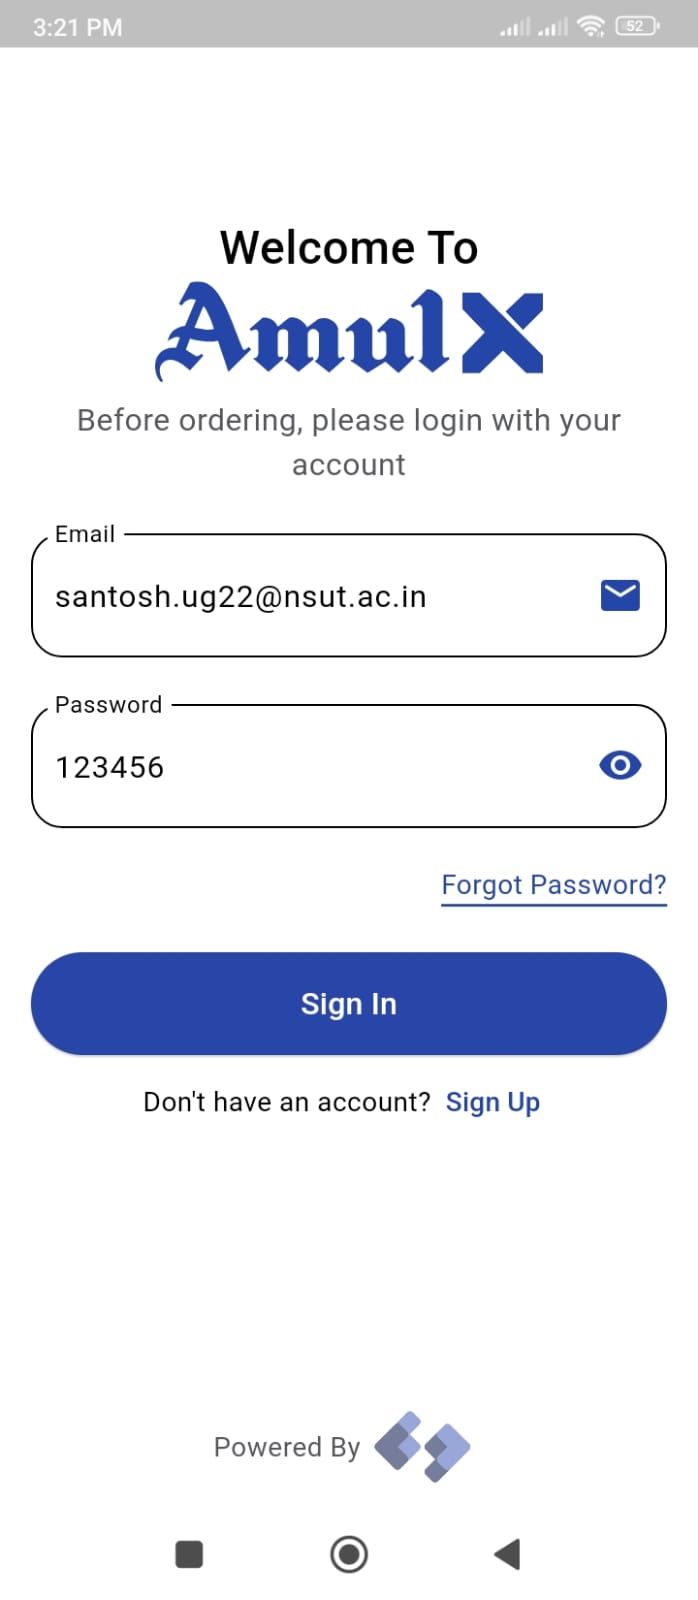 3:21 PM
52
Welcome To
AmulX
Before ordering, please login with your
account
Email
santosh.ug22@nsut.ac.in
Password
123456
Forgot Password?
Sign In
Don't have an account? Sign Up
Powered By